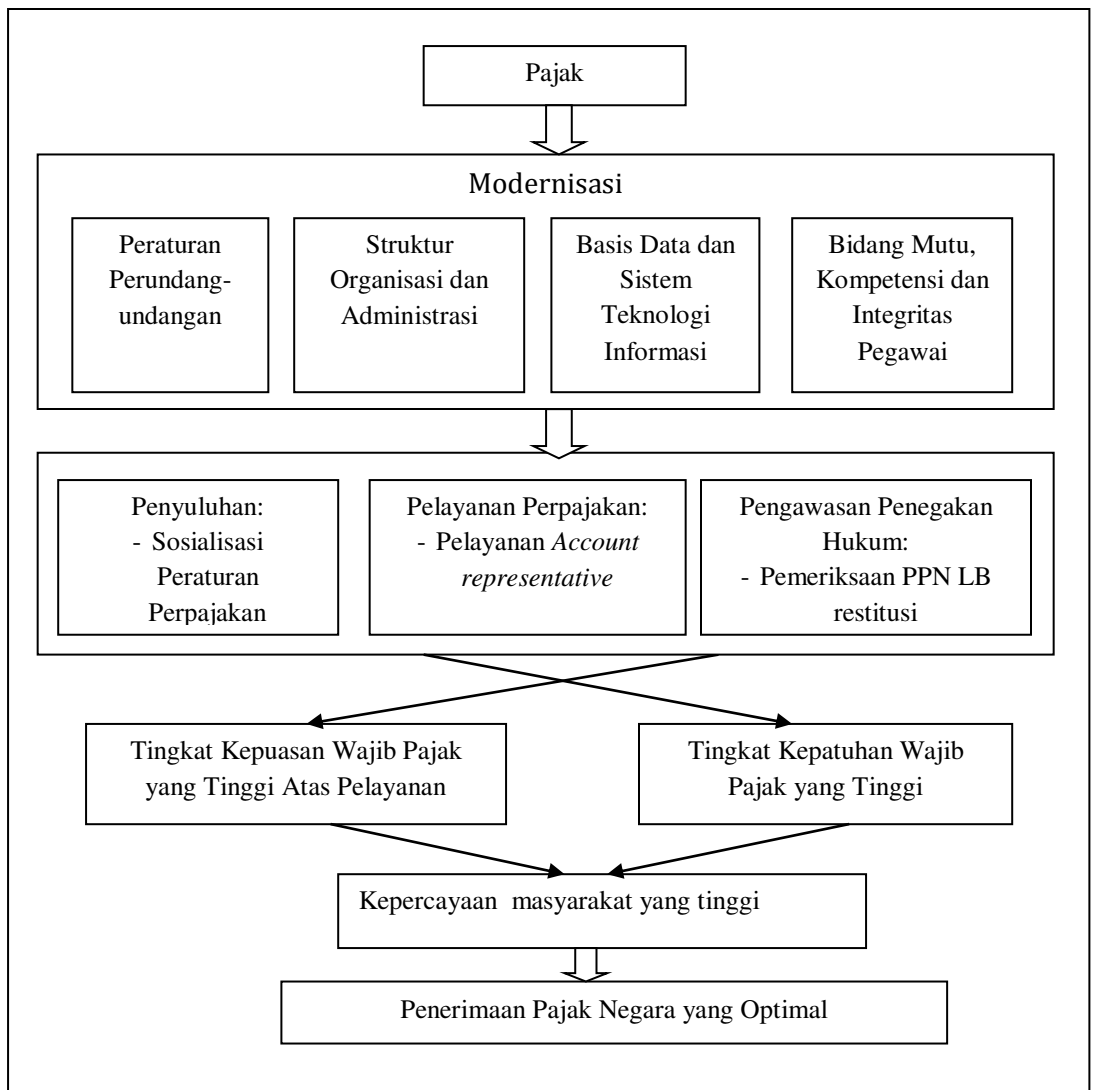 Pajak
Modernisasi
Peraturan
Perundang-
undangan
Struktur
Organisasi dan
Administrasi
Basis Data dan
Sistem
Teknologi
Informasi
Bidang Mutu,
Kompetensi dan
Integritas
Pegawai
Penyuluhan:
- Sosialisasi
Peraturan
Perpajakan
Pelayanan Perpajakan:
- Pelayanan Account
representative
Pengawasan Penegakan
Hukum:
- Pemeriksaan PPN LB
restitusi
Tingkat Kepuasan Wajib Pajak
yang Tinggi Atas Pelayanan
Tingkat Kepatuhan Wajib
Pajak yang Tinggi
Kepercayaan masyarakat yang tinggi
Penerimaan Pajak Negara yang Optimal